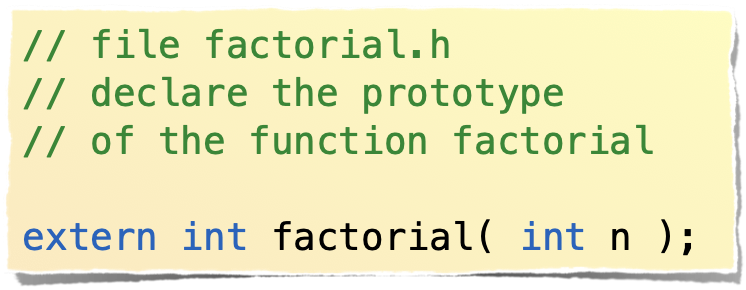 // file factorial.h
// declare the prototype
// of the function factorial
extern int factorial( int n );